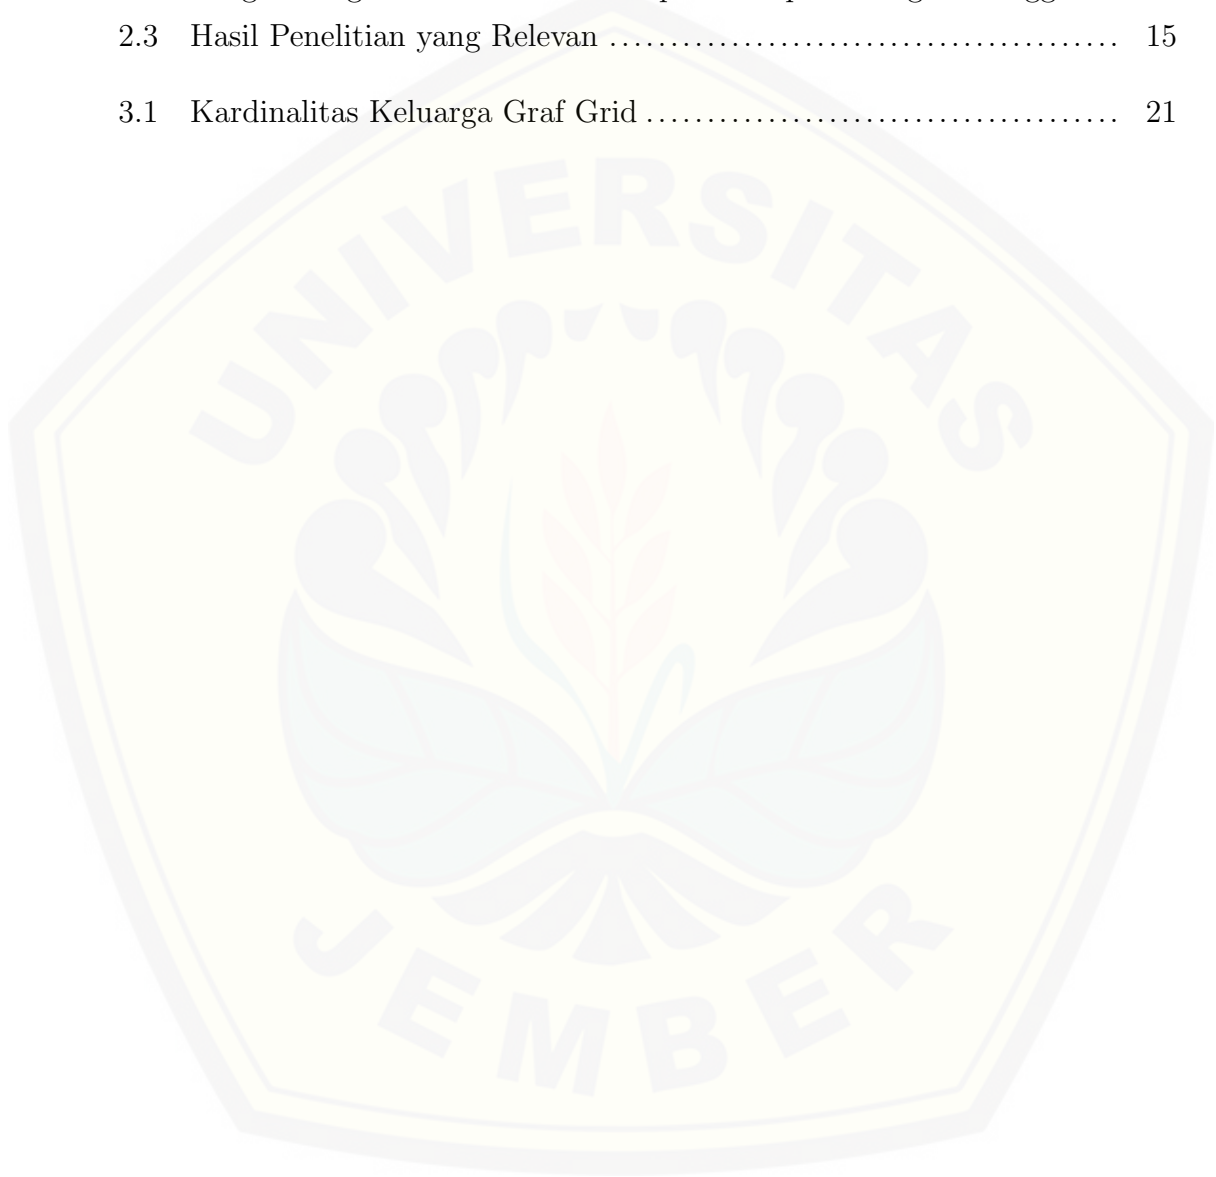 2.3 Hasil Penelitian yang Relevan ........................................ 15
3.1 Kardinalitas Keluarga Graf Grid ..................................... 21
UNIVERSITAS
JEMBER